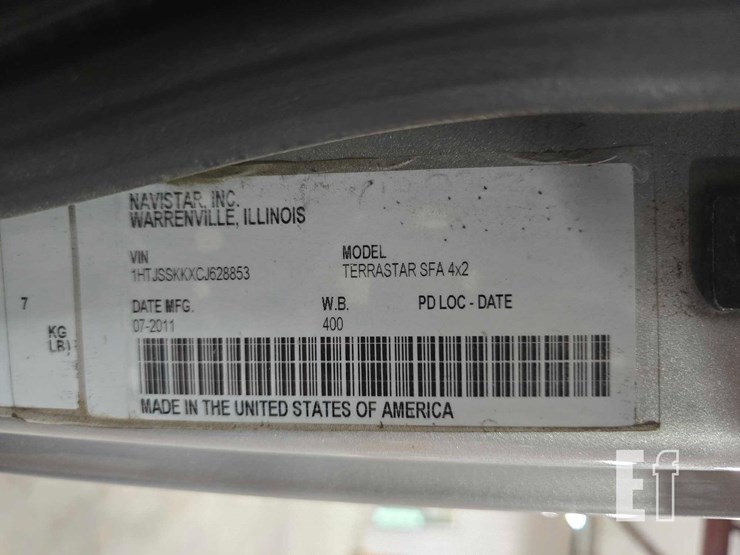 NAVISTAR, INC.
WARRENVILLE, ILLINOIS
VIN MODEL
1HTJSSKKXCJ628853 TERRASTAR SFA 4x2
DATE MFG. W.B. PD LOC - DATE
07-2011 400
MADE IN THE UNITED STATES OF AMERICA
7
KG
LB)
Ef